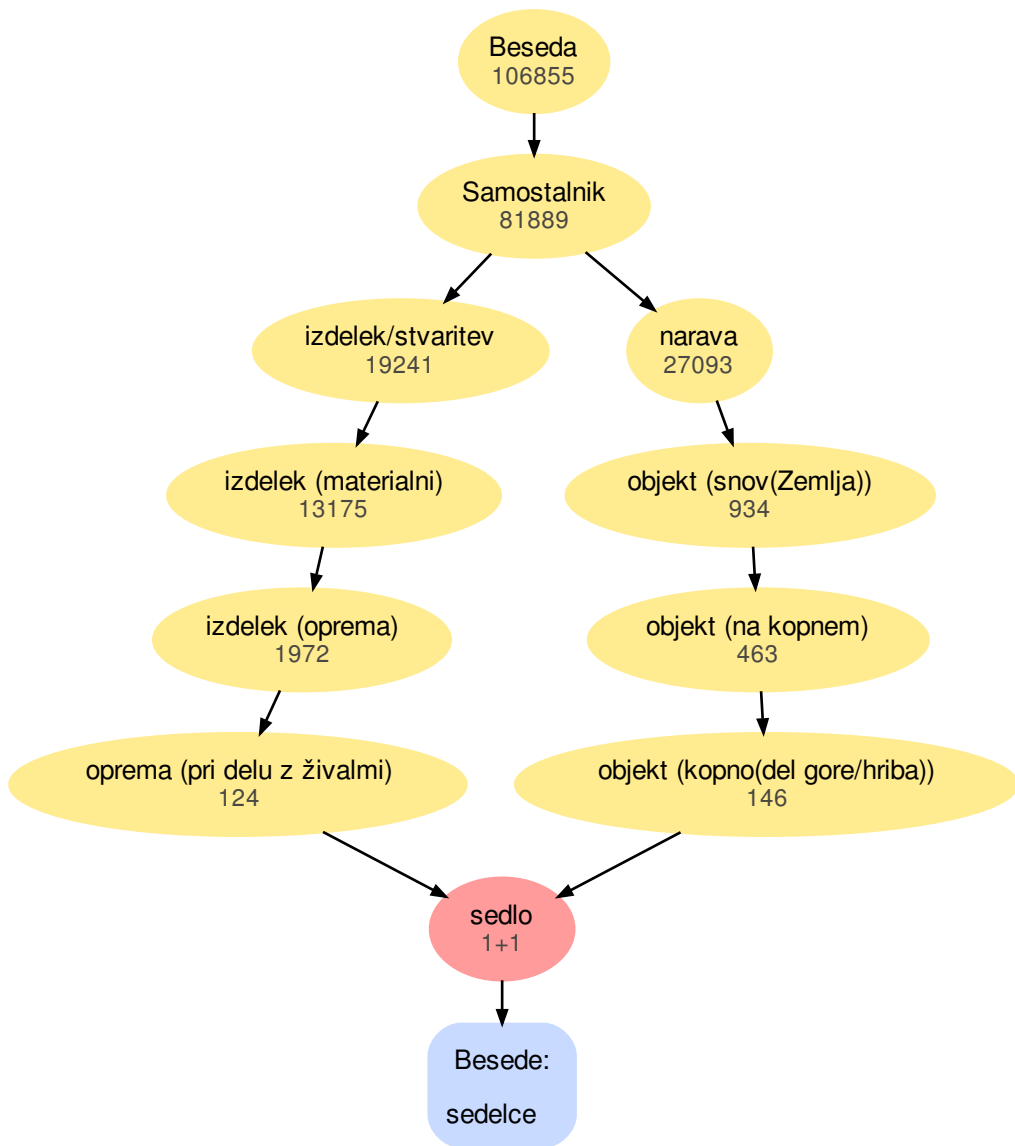 Beseda
106855
Samostalnik
81889
izdelek/stvaritev
19241
narava
27093
izdelek (materialni)
13175
objekt (snov(Zemlja))
934
izdelek (oprema)
1972
objekt (na kopnem)
463
oprema (pri delu z živalmi)
124
objekt (kopno(del gore/hriba))
146
sedlo
1+1
Besede:
sedelce